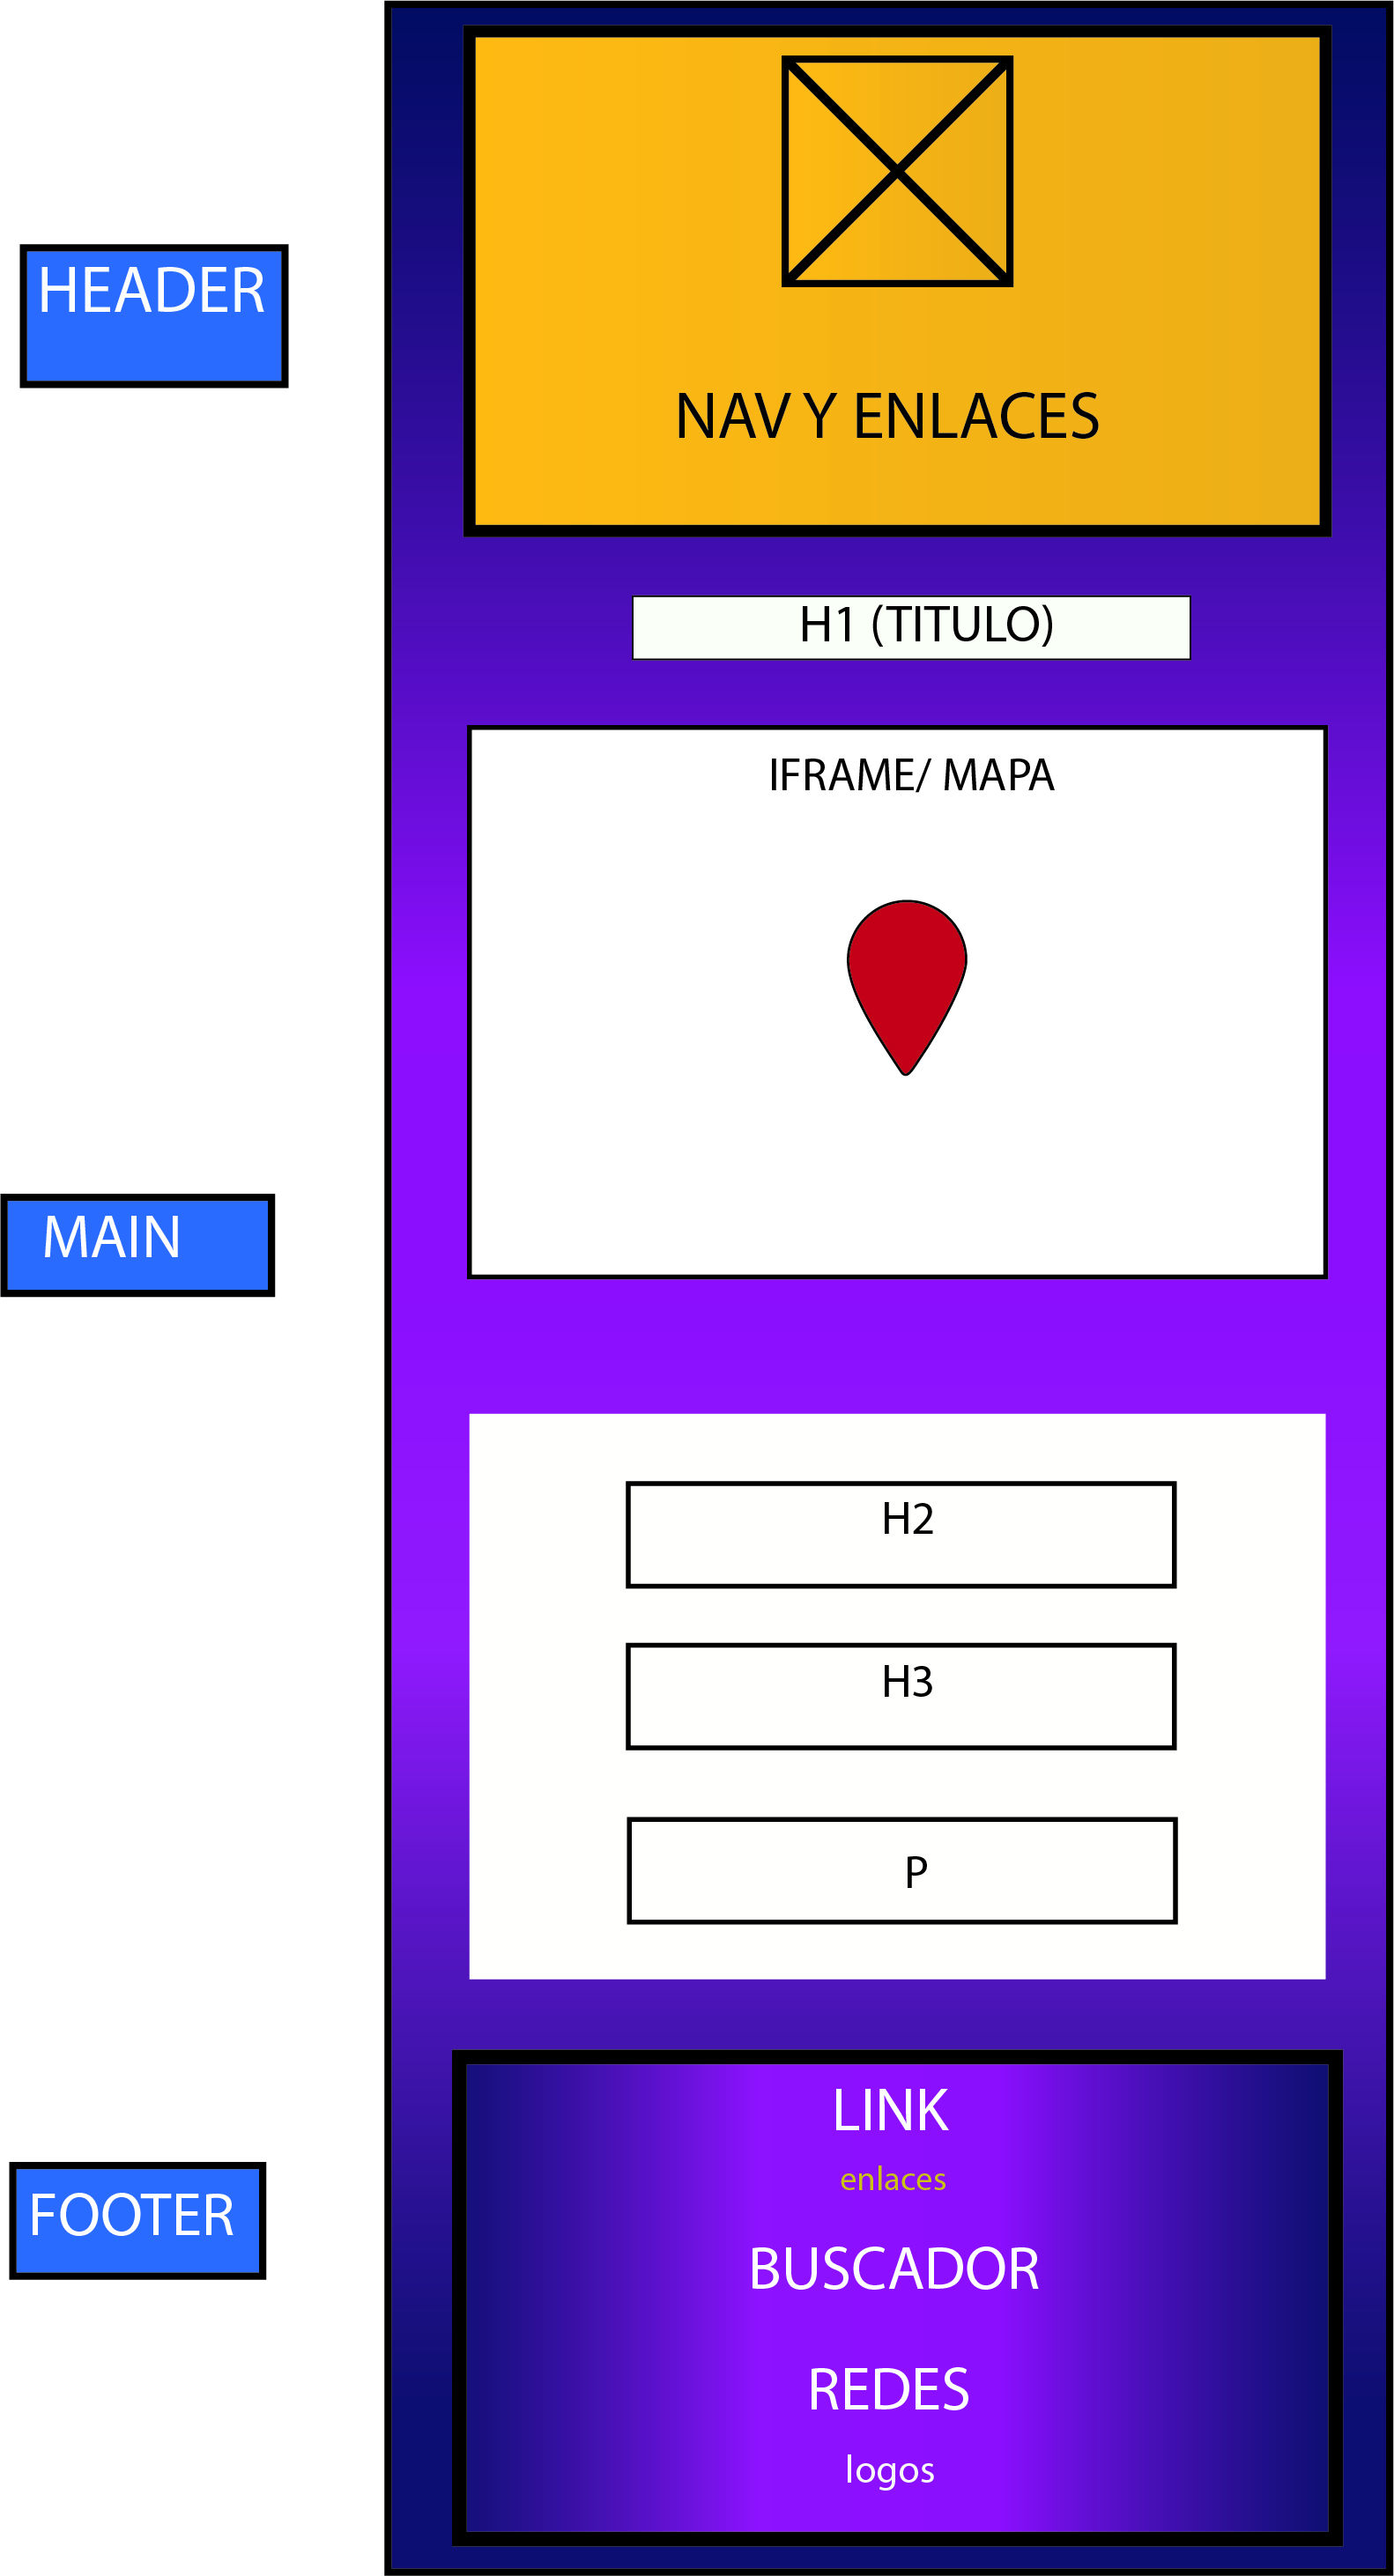 HEADER
NAV Y ENLACES
H1 (TITULO)
IFRAME/ MAPA
MAIN
H2
H3
P
FOOTER
LINK
enlaces
BUSCADOR
REDES
logos